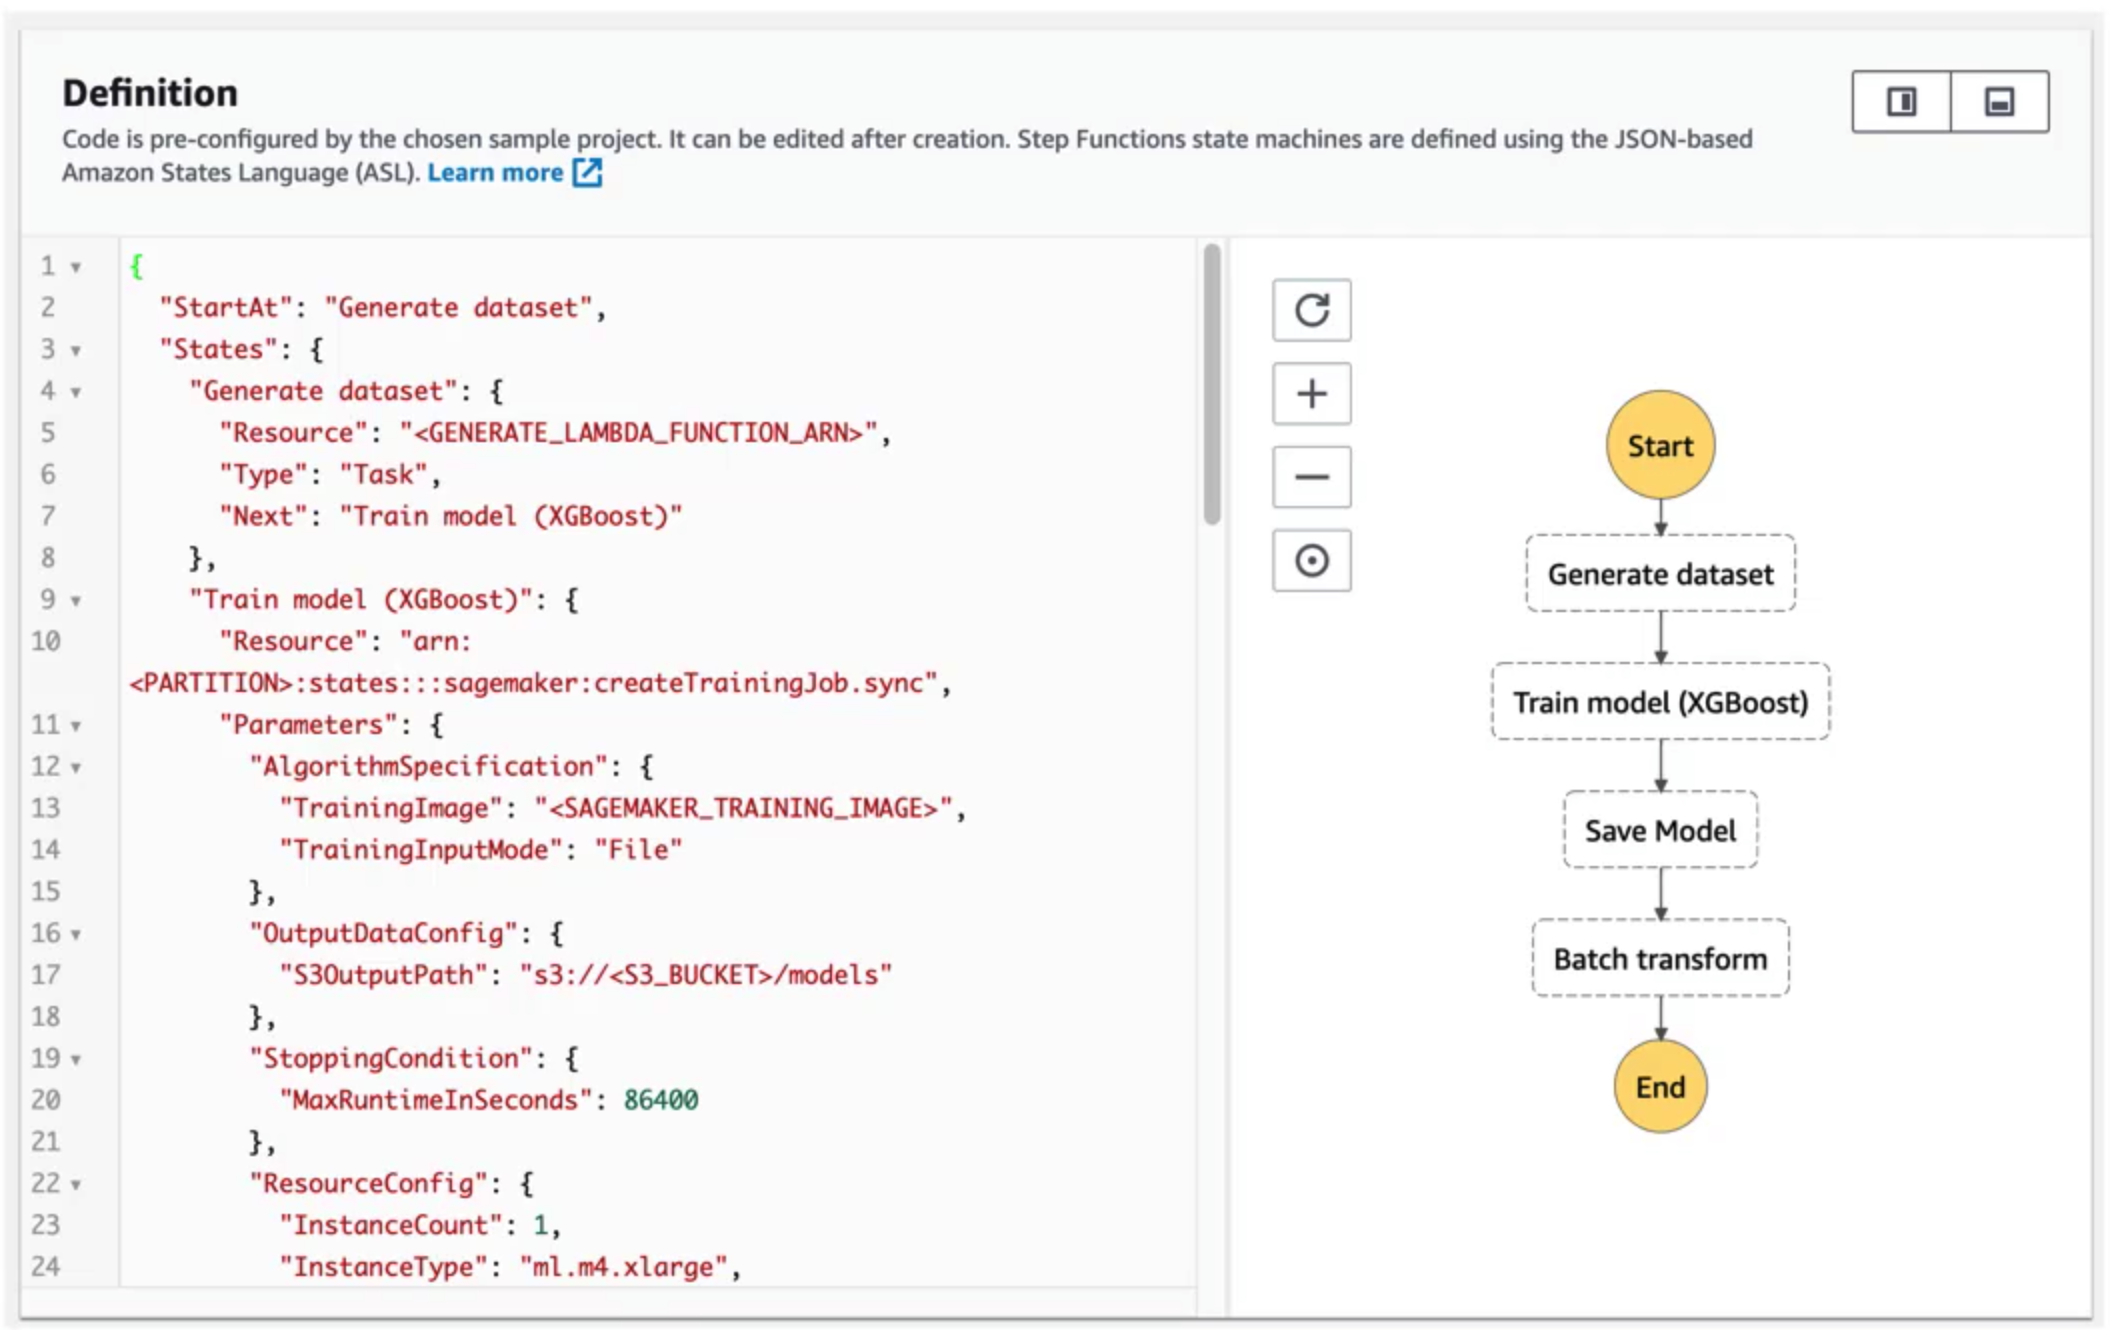 Definition
Code is pre-configured by the chosen sample project. It can be edited after creation. Step Functions state machines are defined using the JSON-based
Amazon States Language (ASL). Learn more
1 {
2 "StartAt": "Generate dataset",
3 "States": {
4 "Generate dataset": {
5 "Resource": "<GENERATE_LAMBDA_FUNCTION_ARN>",
6 "Type": "Task",
7 "Next": "Train model (XGBoost)"
8 },
9 "Train model (XGBoost)": {
10 "Resource": "arn:
<PARTITION>:states:::sagemaker:createTrainingJob.sync",
11 "Parameters": {
12 "AlgorithmSpecification": {
13 "TrainingImage": "<SAGEMAKER_TRAINING_IMAGE>",
14 "TrainingInputMode": "File"
15 },
16 "OutputDataConfig": {
17 "S3OutputPath": "s3://<S3_BUCKET>/models"
18 },
19 "StoppingCondition": {
20 "MaxRuntimeInSeconds": 86400
21 },
22 "ResourceConfig": {
23 "InstanceCount": 1,
24 "InstanceType": "ml.m4.xlarge",
Start
Generate dataset
Train model (XGBoost)
Save Model
Batch transform
End